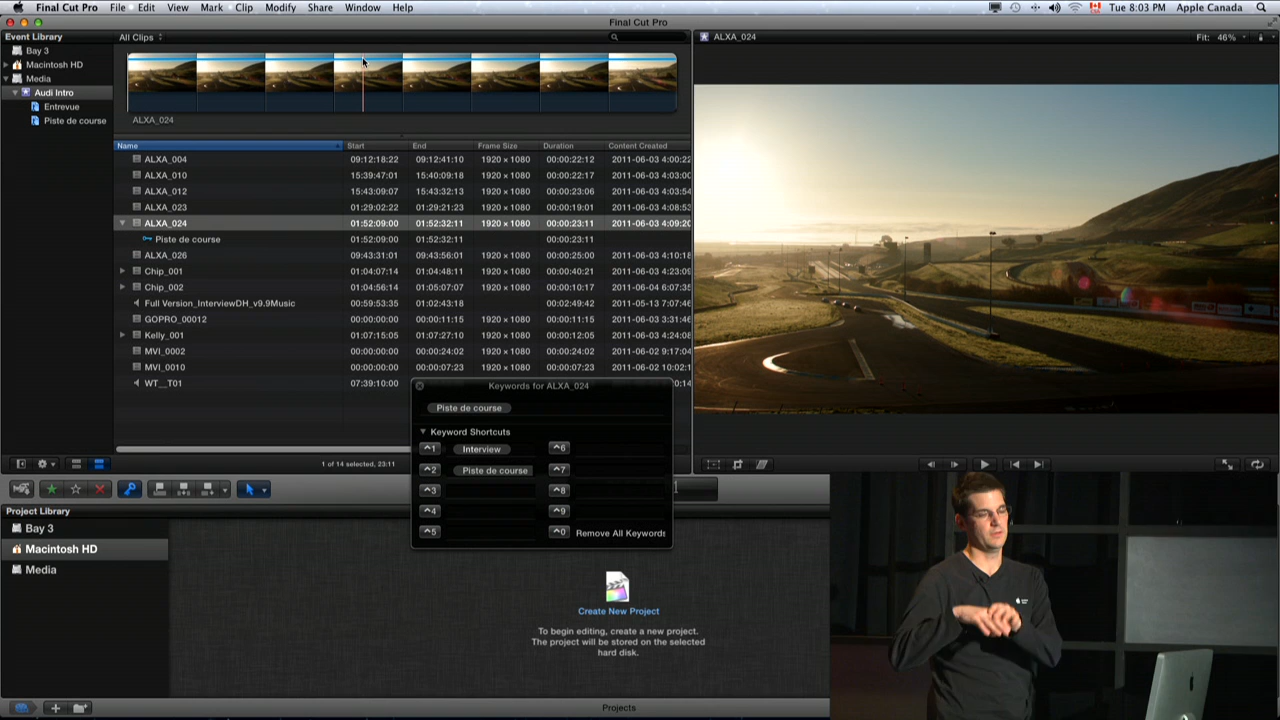 Final Cut Pro File Edit View Mark Clip Modify Share Window Help Tue 8:03 PM Apple Canada
Final Cut Pro
Event Library
Bay 3
Macintosh HD
Media
Audi Intro
Entrevue
Piste de course
All Clips
ALXA_024
Name Start End Frame Size Duration Content Created
ALXA_004 09:12:18:22 09:12:41:10 1920 × 1080 00:00:22:12 2011-06-03 4:00:22
ALXA_010 15:39:47:01 15:40:09:18 1920 × 1080 00:00:22:17 2011-06-03 4:03:00
ALXA_012 15:43:09:07 15:43:32:13 1920 × 1080 00:00:23:06 2011-06-03 4:03:54
ALXA_023 01:29:02:22 01:29:21:23 1920 × 1080 00:00:19:01 2011-06-03 4:08:53
ALXA_024 01:52:09:00 01:52:32:11 1920 × 1080 00:00:23:11 2011-06-03 4:09:20
Piste de course 01:52:09:00 01:52:32:11 00:00:23:11
ALXA_026 09:43:31:01 09:43:56:01 1920 × 1080 00:00:25:00 2011-06-03 4:10:18
Chip_001 01:04:07:14 01:04:48:11 1920 × 1080 00:00:40:21 2011-06-03 4:23:09
Chip_002 01:04:56:14 01:05:07:07 1920 × 1080 00:00:10:17 2011-06-04 6:07:35
Full Version_InterviewDH_v9.9Music 00:59:53:35 01:02:43:18 00:02:49:42 2011-05-13 7:07:46
GOPRO_00012 00:00:00:00 00:00:11:15 1920 × 1080 00:00:11:15 2011-06-03 3:31:46
Kelly_001 01:07:15:05 01:07:27:10 1920 × 1080 00:00:12:05 2011-06-03 4:24:08
MVI_0002 00:00:00:00 00:00:24:02 1920 × 1080 00:00:24:02 2011-06-02 9:17:04
MVI_0010 00:00:00:00 00:00:07:23 1920 × 1080 00:00:07:23 2011-06-02 10:02:1
WT__T01 07:39:10:00
1 of 14 selected, 23:11
Keywords for ALXA_024
Piste de course
Keyword Shortcuts
^1 Interview ^6
^2 Piste de course ^7
^3 ^8
^4 ^9
^5 ^0 Remove All Keywords
ALXA_024 Fit: 46%
Project Library
Bay 3
Macintosh HD
Media
Create New Project
To begin editing, create a new project.
The project will be stored on the selected
hard disk.
Projects